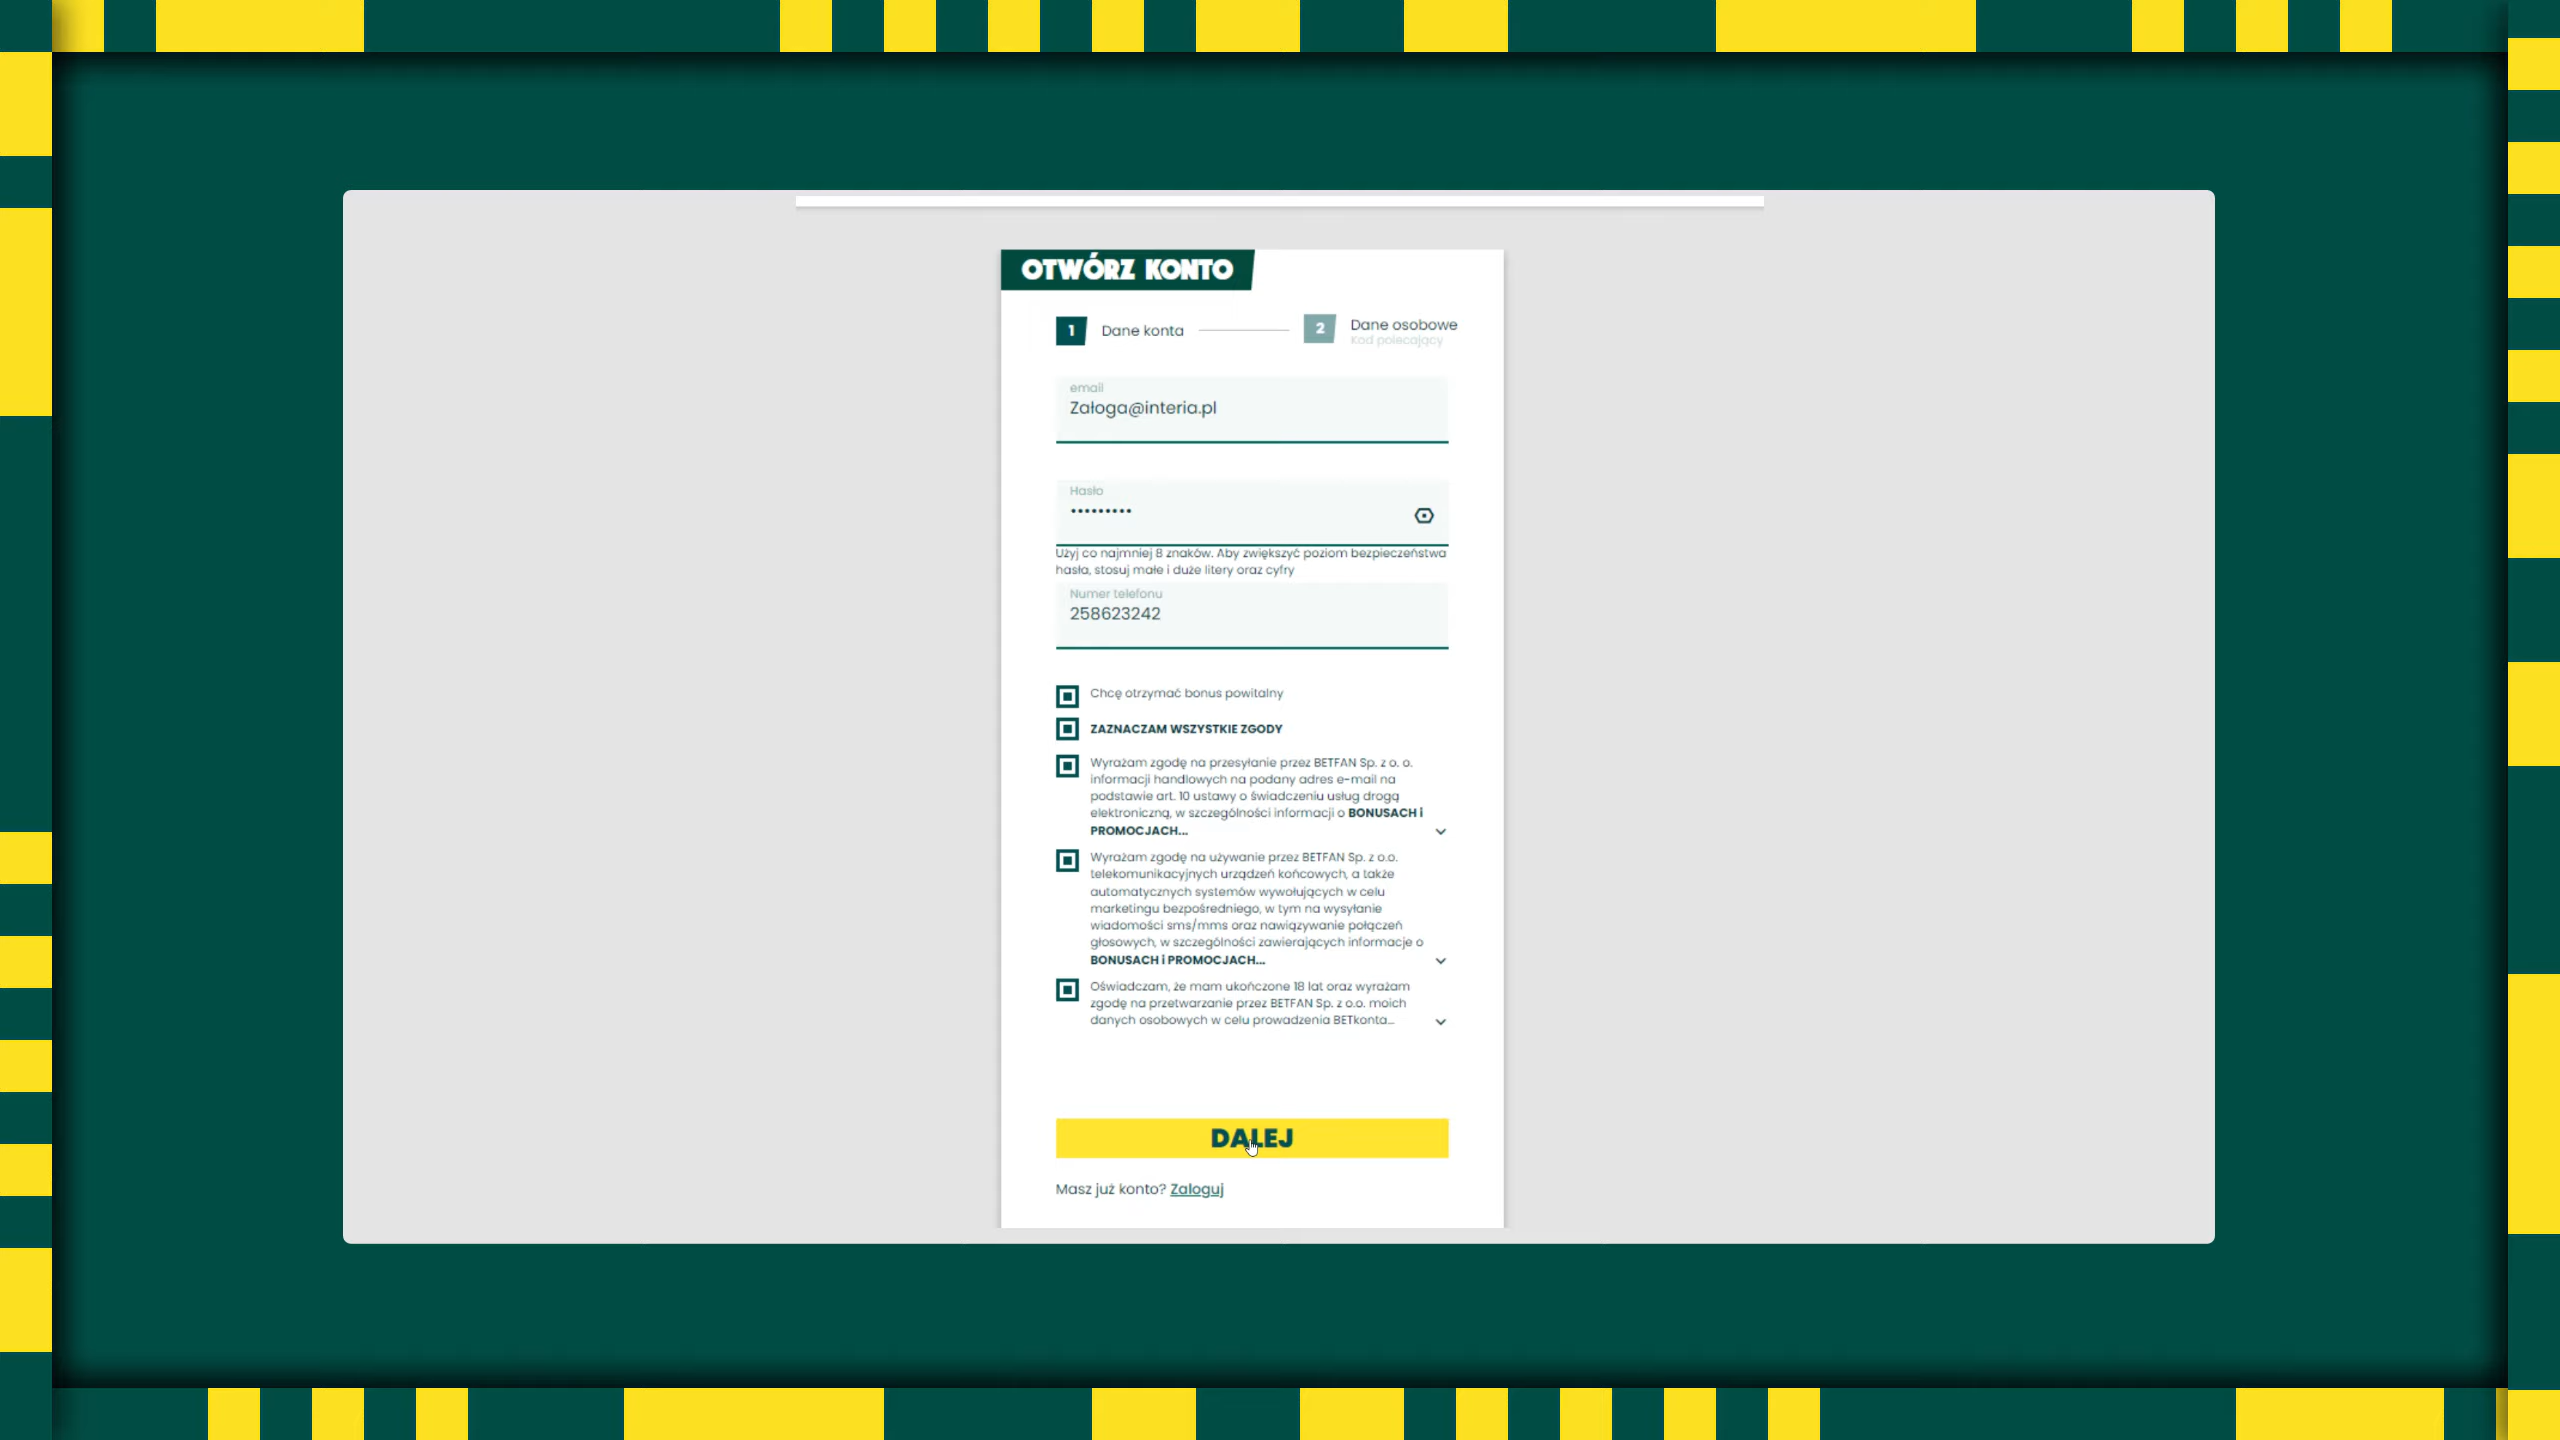 OTWÓRZ KONTO
1 Dane konta
2 Dane osobowe
Kod polecający
email
Załoga@interia.pl
Hasło
•••••••••
Użyj co najmniej 8 znaków. Aby zwiększyć poziom bezpieczeństwa
hasła, stosuj małe i duże litery oraz cyfry
Numer telefonu
258623242
Chcę otrzymać bonus powitalny
ZAZNACZAM WSZYSTKIE ZGODY
Wyrażam zgodę na przesyłanie przez BETFAN Sp. z o. o.
informacji handlowych na podany adres e-mail na
podstawie art. 10 ustawy o świadczeniu usług drogą
elektroniczną, w szczególności informacji o BONUSACH i
PROMOCJACH...
Wyrażam zgodę na używanie przez BETFAN Sp. z o.o.
telekomunikacyjnych urządzeń końcowych, a także
automatycznych systemów wywołujących w celu
marketingu bezpośredniego, w tym na wysyłanie
wiadomości sms/mms oraz nawiązywanie połączeń
głosowych, w szczególności zawierających informacje o
BONUSACH i PROMOCJACH...
Oświadczam, że mam ukończone 18 lat oraz wyrażam
zgodę na przetwarzanie przez BETFAN Sp. z o.o. moich
danych osobowych w celu prowadzenia BETkonta...
DALEJ
Masz już konto? Zaloguj